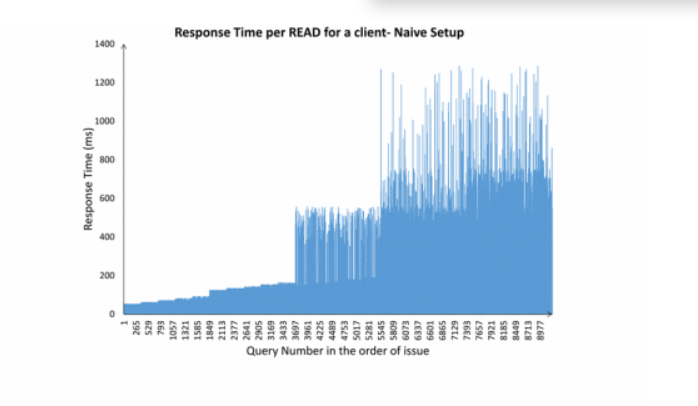 Response Time per READ for a client- Naive Setup
1400
1200
1000
800
600
400
200
0
Response Time (ms)
1 265 529 793 1057 1321 1585 1849 2113 2377 2641 2905 3169 3433 3697 3961 4225 4489 4753 5017 5281 5545 5809 6073 6337 6601 6865 7129 7393 7657 7921 8185 8449 8713 8977
Query Number in the order of issue